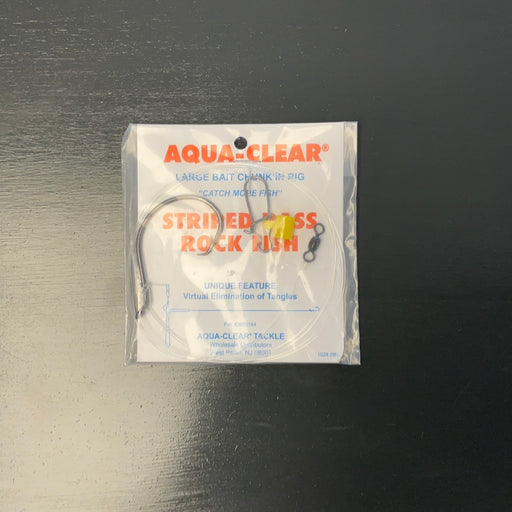 AQUA-CLEAR®
LARGE BAIT CHUNK'IN RIG
"CATCH MORE FISH"
STRIPED BASS
ROCK FISH
UNIQUE FEATURE
Virtual Elimination of Tangles
AQUA-CLEAR® TACKLE
Wholesale Distributors